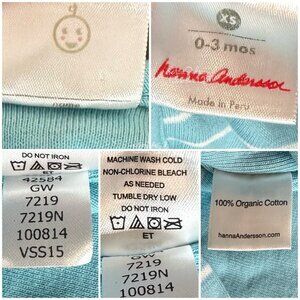 XS
0-3 mos
hanna Andersson
Made in Peru
DO NOT IRON
ET
42584
GW
7219
7219N
100814
VSS15
MACHINE WASH COLD
NON-CHLORINE BLEACH
AS NEEDED
TUMBLE DRY LOW
DO NOT IRON
ET
GW
7219
7219N
100814
100% Organic Cotton
hannaAndersson.com